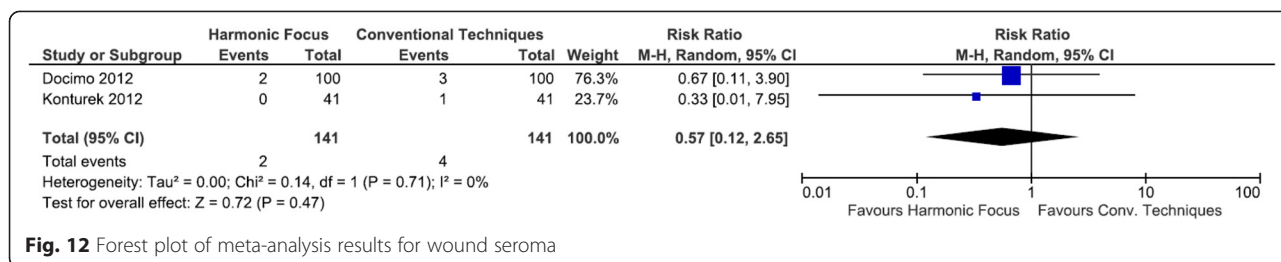 Harmonic Focus Conventional Techniques Risk Ratio Risk Ratio
Study or Subgroup Events Total Events Total Weight M-H, Random, 95% CI M-H, Random, 95% CI
Docimo 2012 2 100 3 100 76.3% 0.67 [0.11, 3.90]
Konturek 2012 0 41 1 41 23.7% 0.33 [0.01, 7.95]
Total (95% CI) 141 141 100.0% 0.57 [0.12, 2.65]
Total events 2 4
Heterogeneity: Tau² = 0.00; Chi² = 0.14, df = 1 (P = 0.71); I² = 0%
Test for overall effect: Z = 0.72 (P = 0.47)
0.01 0.1 1 10 100
Favours Harmonic Focus Favours Conv. Techniques
Fig. 12 Forest plot of meta-analysis results for wound seroma